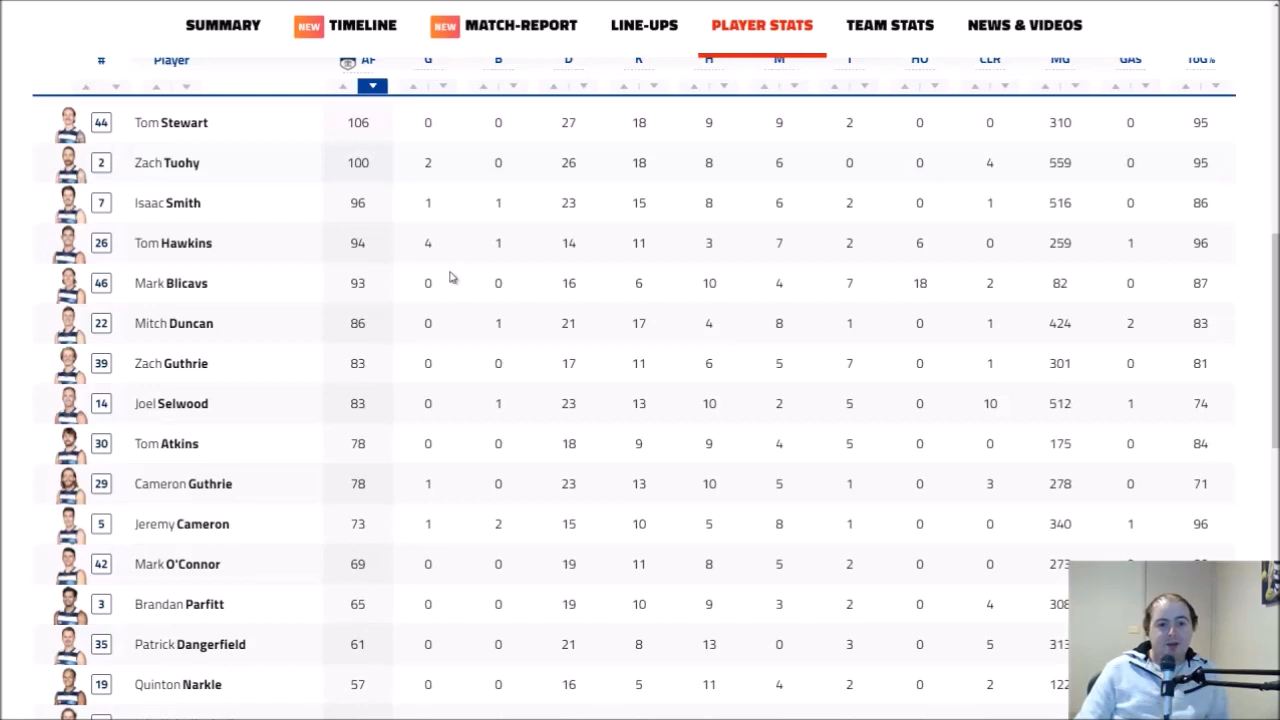 SUMMARY NEW TIMELINE NEW MATCH-REPORT LINE-UPS PLAYER STATS TEAM STATS NEWS & VIDEOS
# Player AF G B D K H M T HO CLR MG GAs TOG%
44 Tom Stewart 106 0 0 27 18 9 9 2 0 0 310 0 95
2 Zach Tuohy 100 2 0 26 18 8 6 0 0 4 559 0 95
7 Isaac Smith 96 1 1 23 15 8 6 2 0 1 516 0 86
26 Tom Hawkins 94 4 1 14 11 3 7 2 6 0 259 1 96
46 Mark Blicavs 93 0 0 16 6 10 4 7 18 2 82 0 87
22 Mitch Duncan 86 0 1 21 17 4 8 1 0 1 424 2 83
39 Zach Guthrie 83 0 0 17 11 6 5 7 0 1 301 0 81
14 Joel Selwood 83 0 1 23 13 10 2 5 0 10 512 1 74
30 Tom Atkins 78 0 0 18 9 9 4 5 0 0 175 0 84
29 Cameron Guthrie 78 1 0 23 13 10 5 1 0 3 278 0 71
5 Jeremy Cameron 73 1 2 15 10 5 8 1 0 0 340 1 96
42 Mark O'Connor 69 0 0 19 11 8 5 2 0 0 273
3 Brandan Parfitt 65 0 0 19 10 9 3 2 0 4 308
35 Patrick Dangerfield 61 0 0 21 8 13 0 3 0 5 313
19 Quinton Narkle 57 0 0 16 5 11 4 2 0 2 122